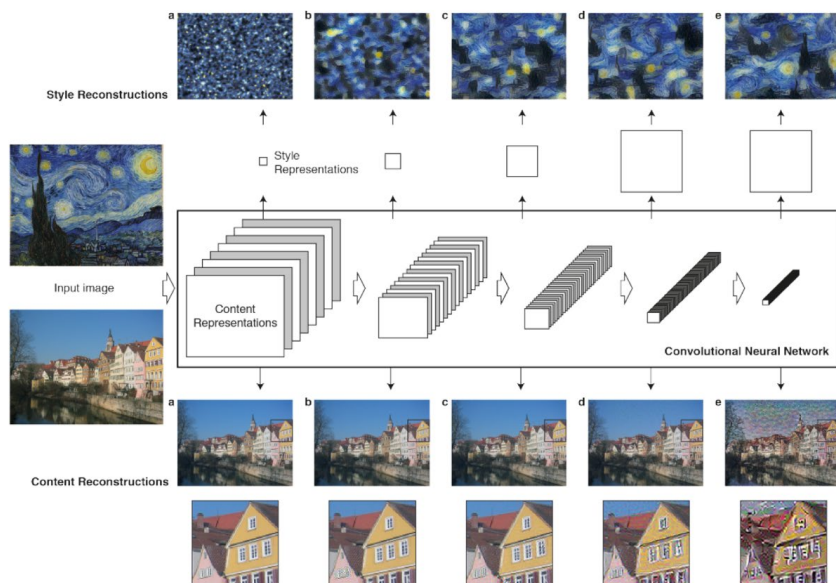 a b c d e
Style Reconstructions
Style
Representations
Input image
Content
Representations
Convolutional Neural Network
a b c d e
Content Reconstructions